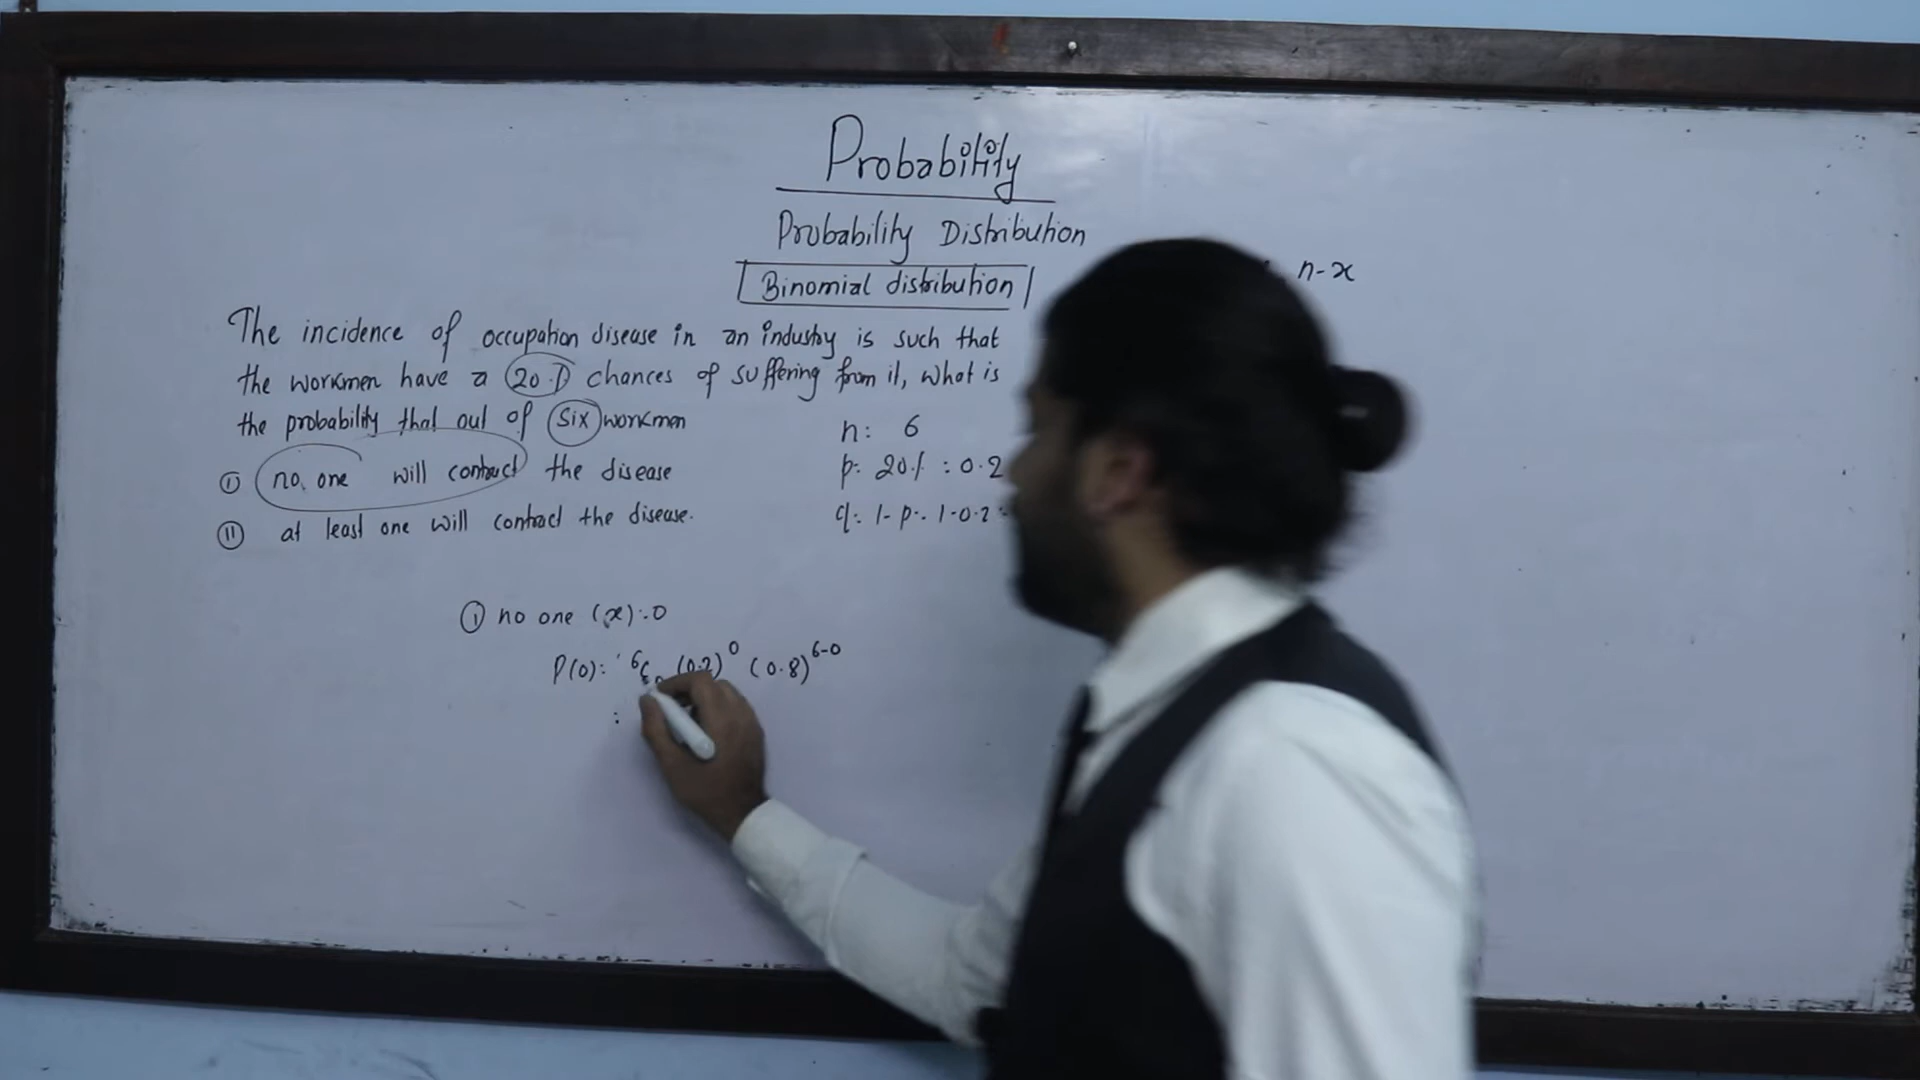 Probability
Probability Distribution
Binomial distribution
n-x
The incidence of occupation disease in an industry is such that
the workmen have a 20% chances of suffering from it, what is
the probability that out of six workmen
n: 6
(i) no one will contract the disease
p: 20% : 0.2
(ii) at least one will contract the disease.
q: 1-p: 1-0.2:
(i) no one (x): 0
P(0): ⁶C₀ (0.2)⁰ (0.8)⁶⁻⁰
: